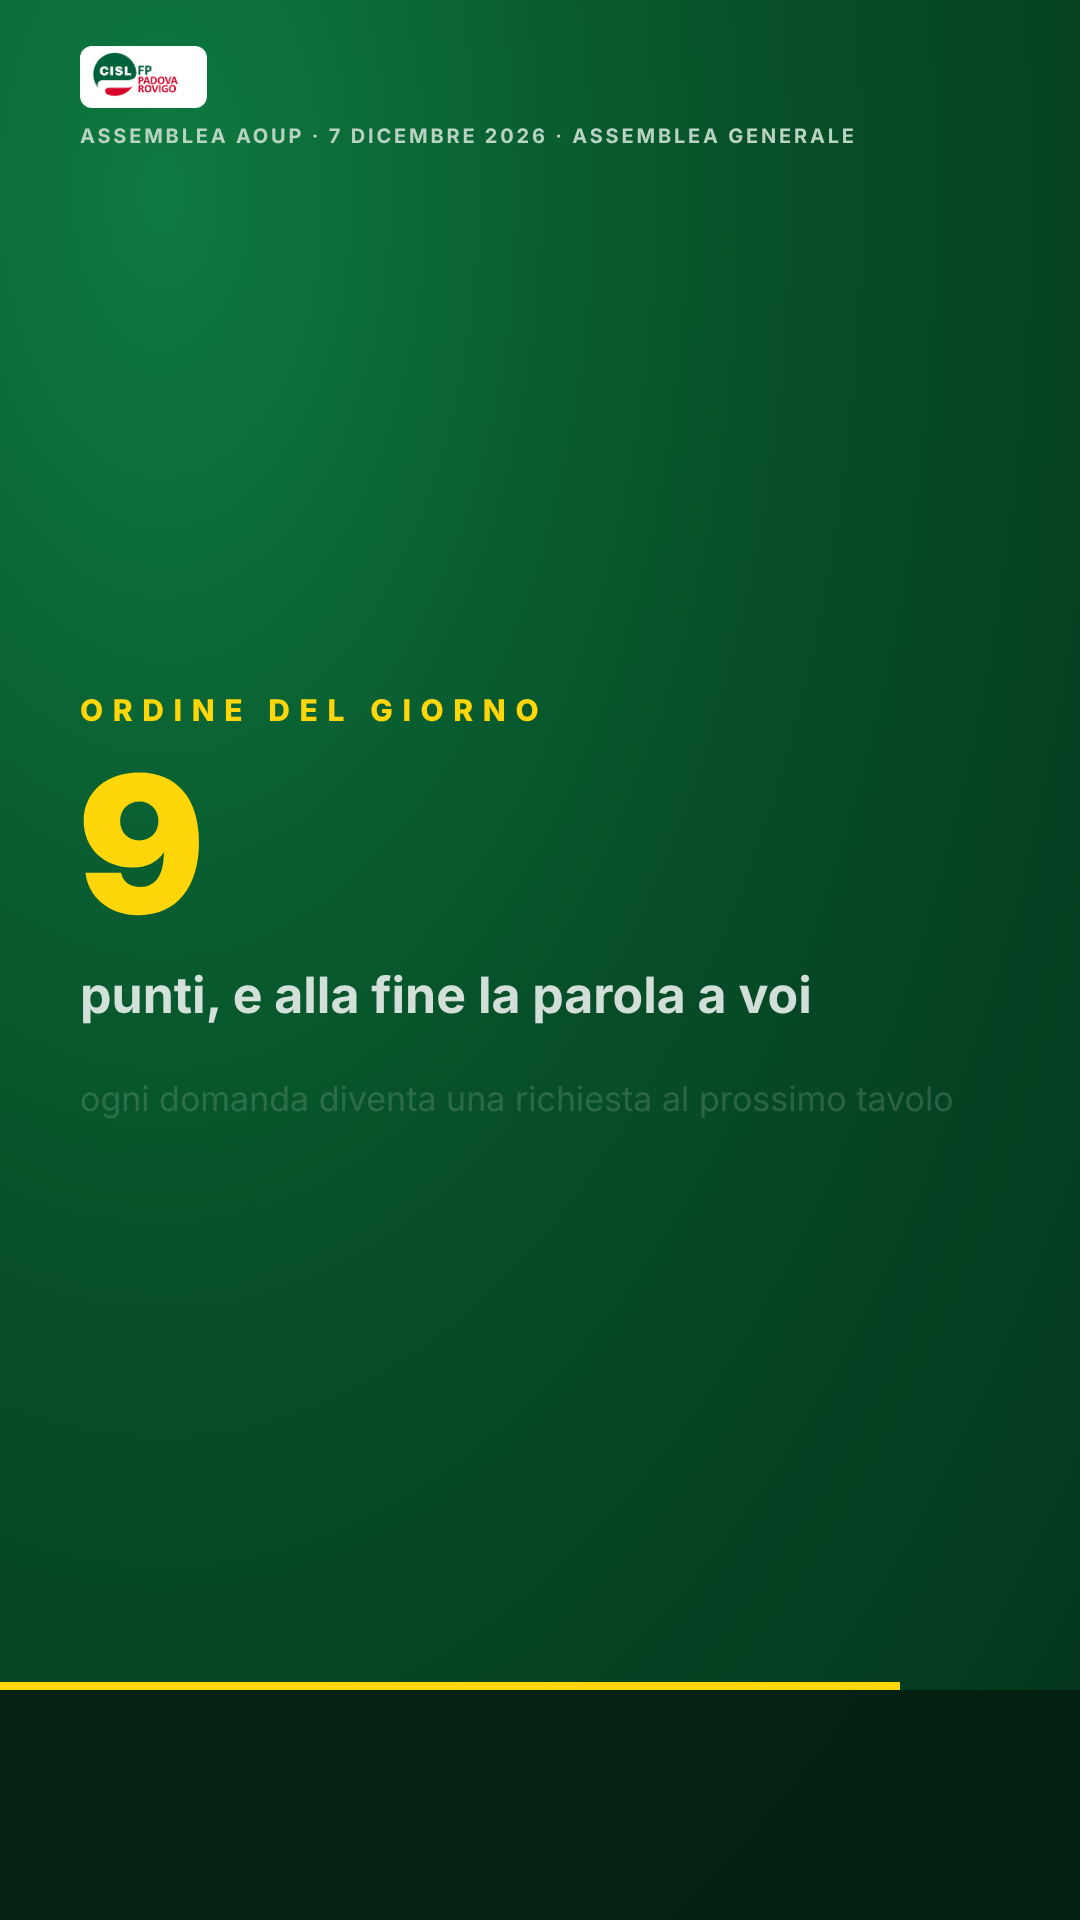 CISL FP
PADOVA
ROVIGO
ASSEMBLEA AOUP · 7 DICEMBRE 2026 · ASSEMBLEA GENERALE
ORDINE DEL GIORNO
9
punti, e alla fine la parola a voi
ogni domanda diventa una richiesta al prossimo tavolo